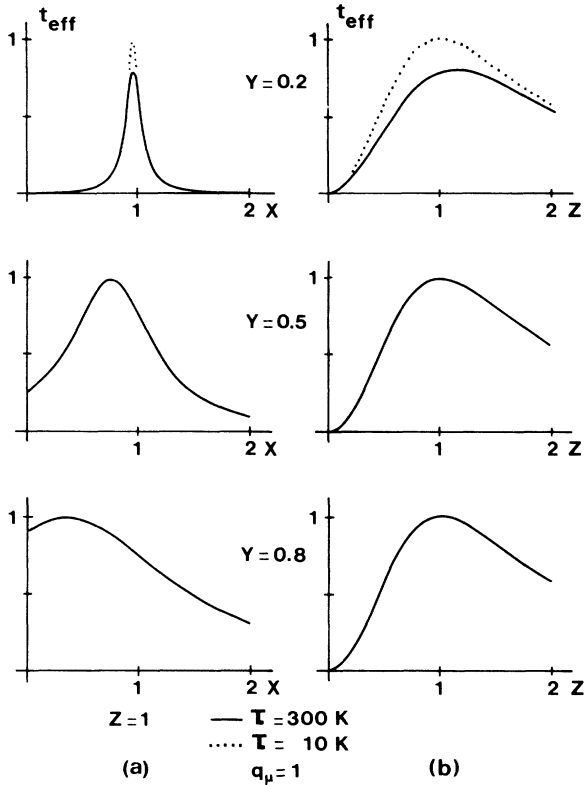 t_eff
t_eff
1
1
Y = 0.2
1
2
X
1
2
Z
1
1
Y = 0.5
1
2
X
1
2
Z
1
1
Y = 0.8
1
2
X
1
2
Z
Z = 1
— τ = 300 K
····· τ = 10 K
(a)
q_μ = 1
(b)